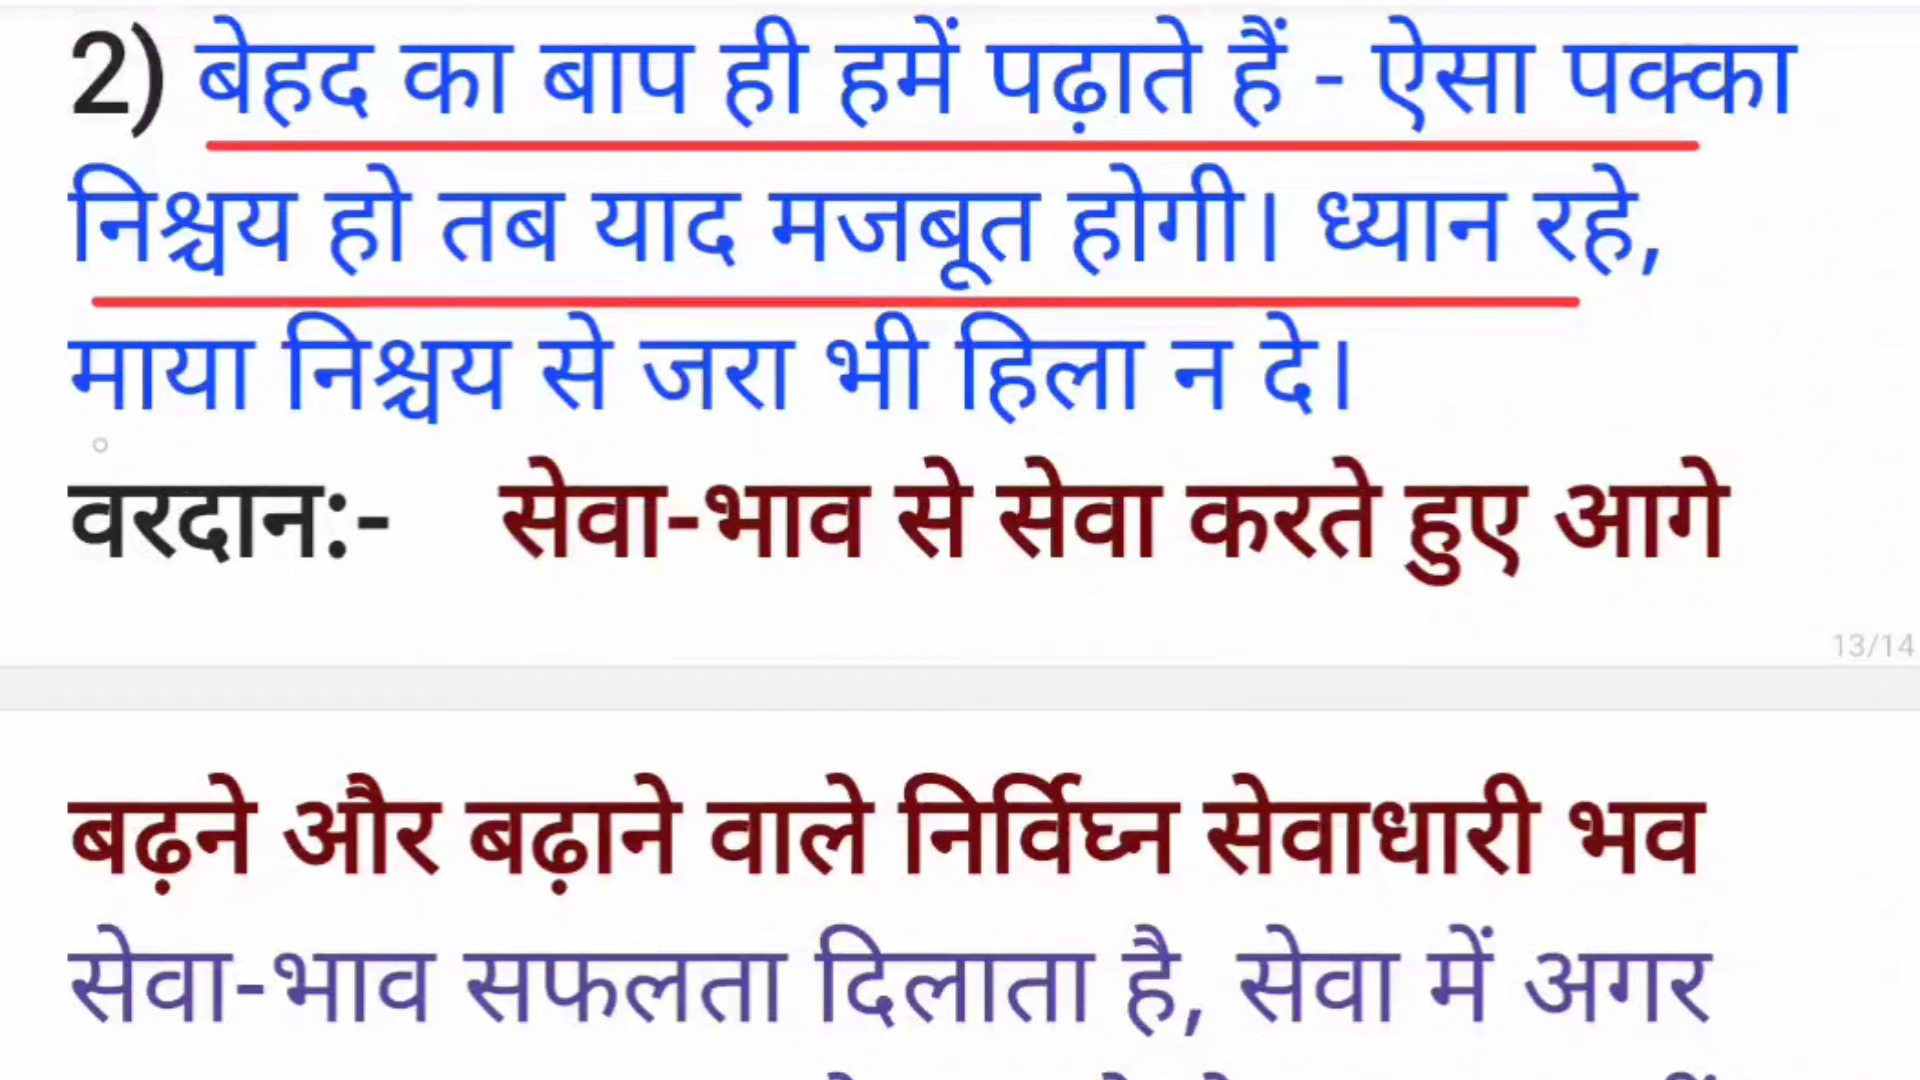 2) बेहद का बाप ही हमें पढ़ाते हैं - ऐसा पक्का
निश्चय हो तब याद मजबूत होगी। ध्यान रहे,
माया निश्चय से जरा भी हिला न दे।
वरदान:- सेवा-भाव से सेवा करते हुए आगे
13/14
बढ़ने और बढ़ाने वाले निर्विघ्न सेवाधारी भव
सेवा-भाव सफलता दिलाता है, सेवा में अगर